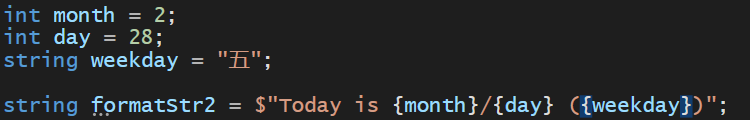 int month = 2;
int day = 28;
string weekday = "五";
string formatStr2 = $"Today is {month}/{day} ({weekday})";